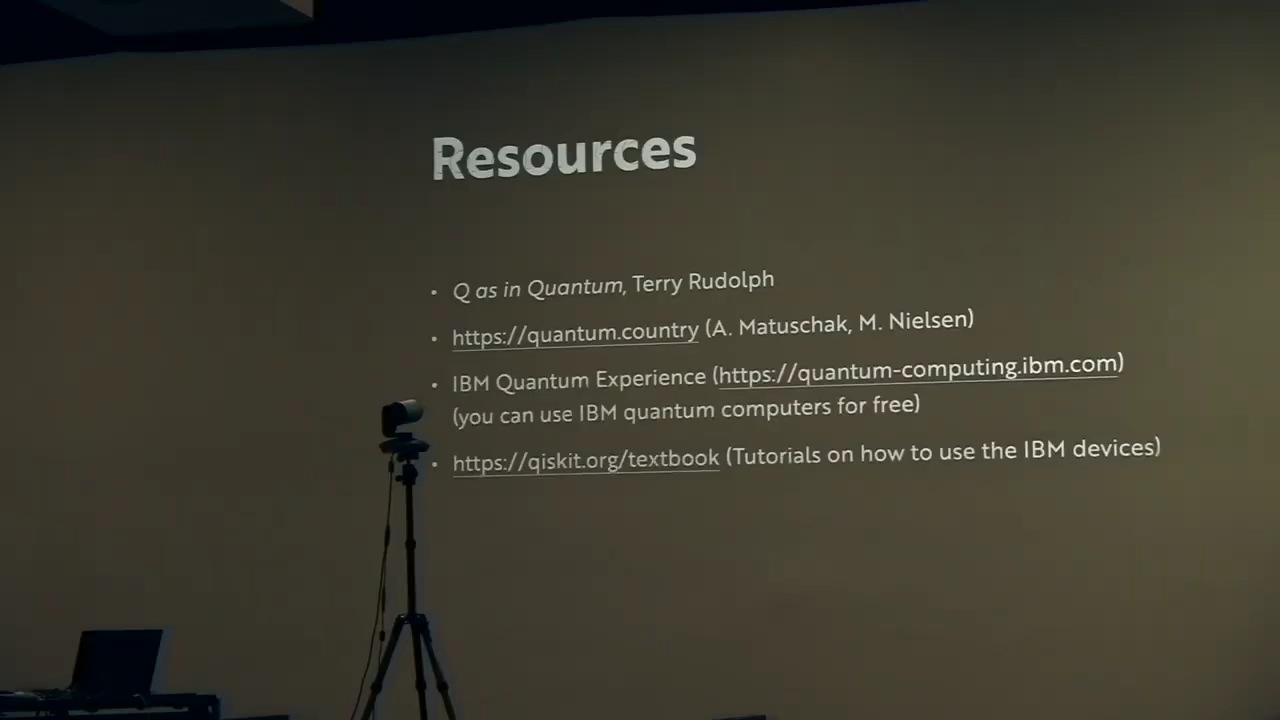 Resources
• Q as in Quantum, Terry Rudolph
• https://quantum.country (A. Matuschak, M. Nielsen)
• IBM Quantum Experience (https://quantum-computing.ibm.com)
(you can use IBM quantum computers for free)
• https://qiskit.org/textbook (Tutorials on how to use the IBM devices)